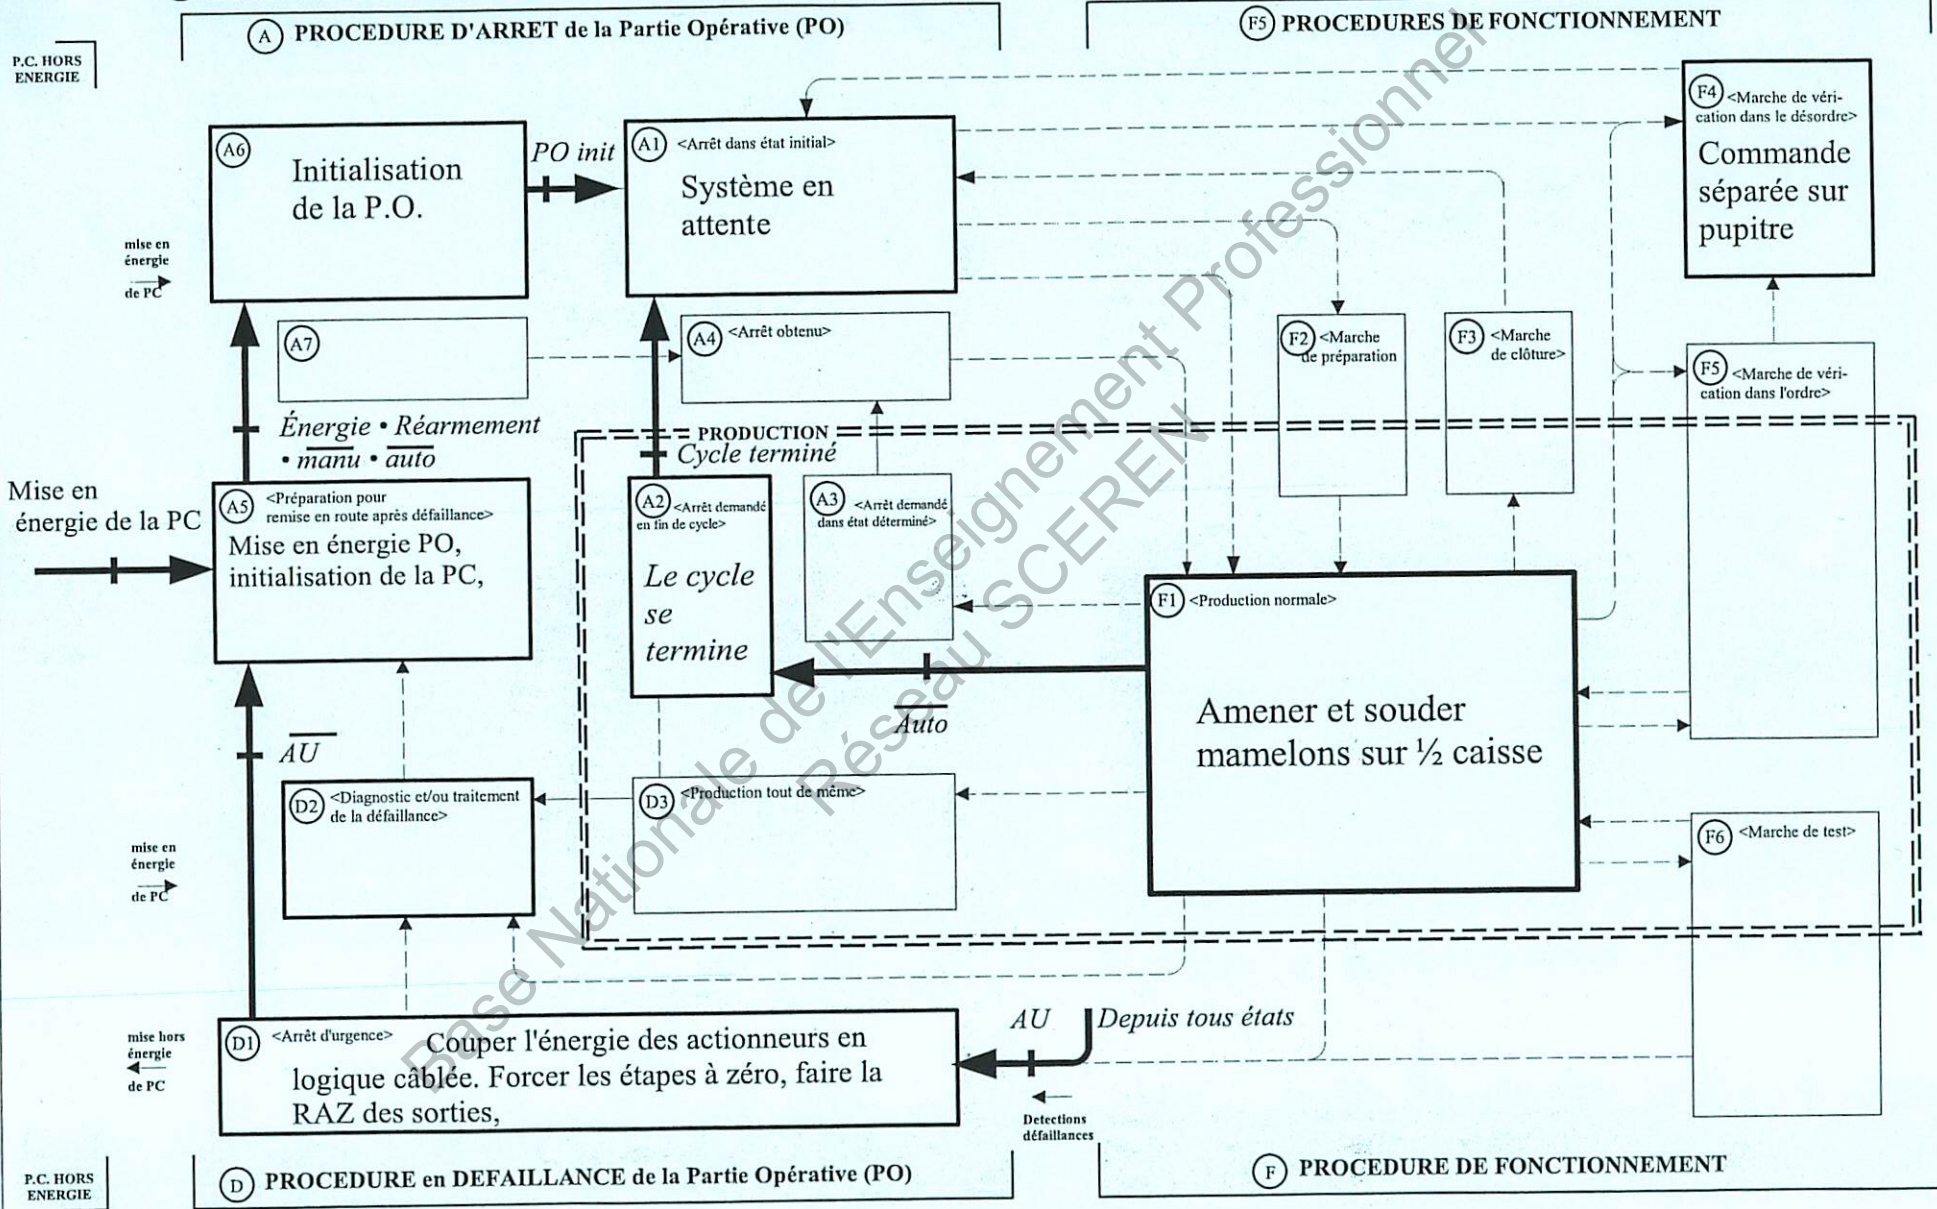 A PROCEDURE D'ARRET de la Partie Opérative (PO)
F5 PROCEDURES DE FONCTIONNEMENT
P.C. HORS
ENERGIE
A6
Initialisation
de la P.O.
PO init
A1 <Arrêt dans état initial>
Système en
attente
F4 <Marche de véri-
cation dans le désordre>
Commande
séparée sur
pupitre
mise en
énergie
de PC
A7
A4 <Arrêt obtenu>
F2 <Marche
de préparation
F3 <Marche
de clôture>
F5 <Marche de véri-
cation dans l'ordre>
Énergie • Réarmement
• manu • auto
PRODUCTION
Cycle terminé
Mise en
énergie de la PC
A5 <Préparation pour
remise en route après défaillance>
Mise en énergie PO,
initialisation de la PC,
A2 <Arrêt demandé
en fin de cycle>
Le cycle
se
termine
A3 <Arrêt demandé
dans état déterminé>
F1 <Production normale>
Amener et souder
mamelons sur ½ caisse
Auto
AU
D2 <Diagnostic et/ou traitement
de la défaillance>
D3 <Production tout de même>
F6 <Marche de test>
mise en
énergie
de PC
mise hors
énergie
de PC
D1 <Arrêt d'urgence> Couper l'énergie des actionneurs en
logique câblée. Forcer les étapes à zéro, faire la
RAZ des sorties,
AU Depuis tous états
Detections
défaillances
P.C. HORS
ENERGIE
D PROCEDURE en DEFAILLANCE de la Partie Opérative (PO)
F PROCEDURE DE FONCTIONNEMENT
Base Nationale de l'Enseignement Professionnel
Réseau SCEREN